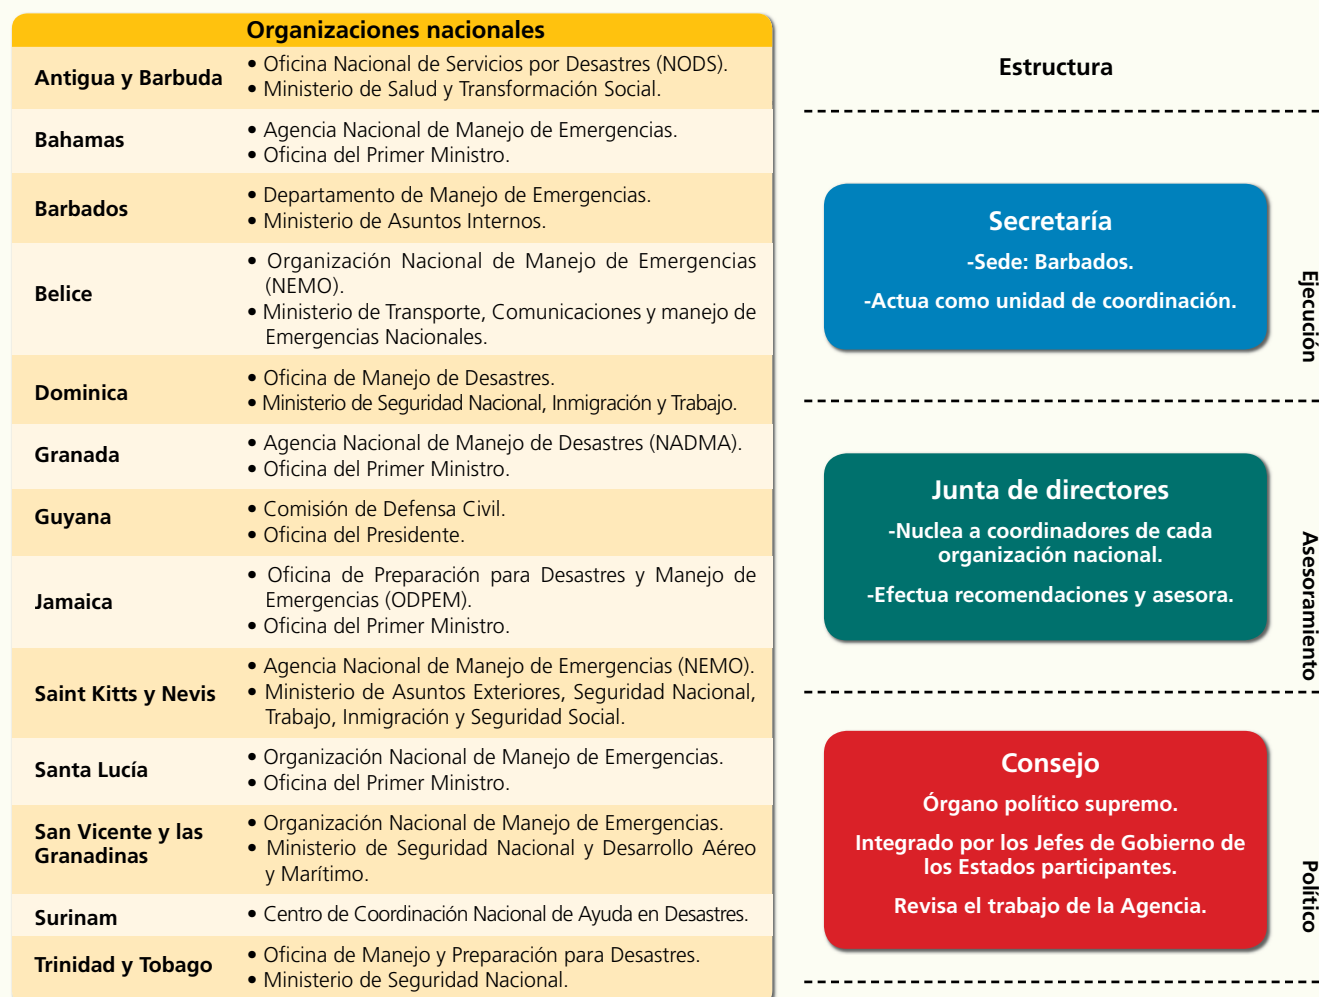 Organizaciones nacionales
Antigua y Barbuda
• Oficina Nacional de Servicios por Desastres (NODS).
• Ministerio de Salud y Transformación Social.
Bahamas
• Agencia Nacional de Manejo de Emergencias.
• Oficina del Primer Ministro.
Barbados
• Departamento de Manejo de Emergencias.
• Ministerio de Asuntos Internos.
Belice
• Organización Nacional de Manejo de Emergencias
(NEMO).
• Ministerio de Transporte, Comunicaciones y manejo de
Emergencias Nacionales.
Dominica
• Oficina de Manejo de Desastres.
• Ministerio de Seguridad Nacional, Inmigración y Trabajo.
Granada
• Agencia Nacional de Manejo de Desastres (NADMA).
• Oficina del Primer Ministro.
Guyana
• Comisión de Defensa Civil.
• Oficina del Presidente.
Jamaica
• Oficina de Preparación para Desastres y Manejo de
Emergencias (ODPEM).
• Oficina del Primer Ministro.
Saint Kitts y Nevis
• Agencia Nacional de Manejo de Emergencias (NEMO).
• Ministerio de Asuntos Exteriores, Seguridad Nacional,
Trabajo, Inmigración y Seguridad Social.
Santa Lucía
• Organización Nacional de Manejo de Emergencias.
• Oficina del Primer Ministro.
San Vicente y las
Granadinas
• Organización Nacional de Manejo de Emergencias.
• Ministerio de Seguridad Nacional y Desarrollo Aéreo
y Marítimo.
Surinam
• Centro de Coordinación Nacional de Ayuda en Desastres.
Trinidad y Tobago
• Oficina de Manejo y Preparación para Desastres.
• Ministerio de Seguridad Nacional.
Estructura
Secretaría
-Sede: Barbados.
-Actua como unidad de coordinación.
Ejecución
Junta de directores
-Nuclea a coordinadores de cada
organización nacional.
-Efectua recomendaciones y asesora.
Asesoramiento
Consejo
Órgano político supremo.
Integrado por los Jefes de Gobierno de
los Estados participantes.
Revisa el trabajo de la Agencia.
Político